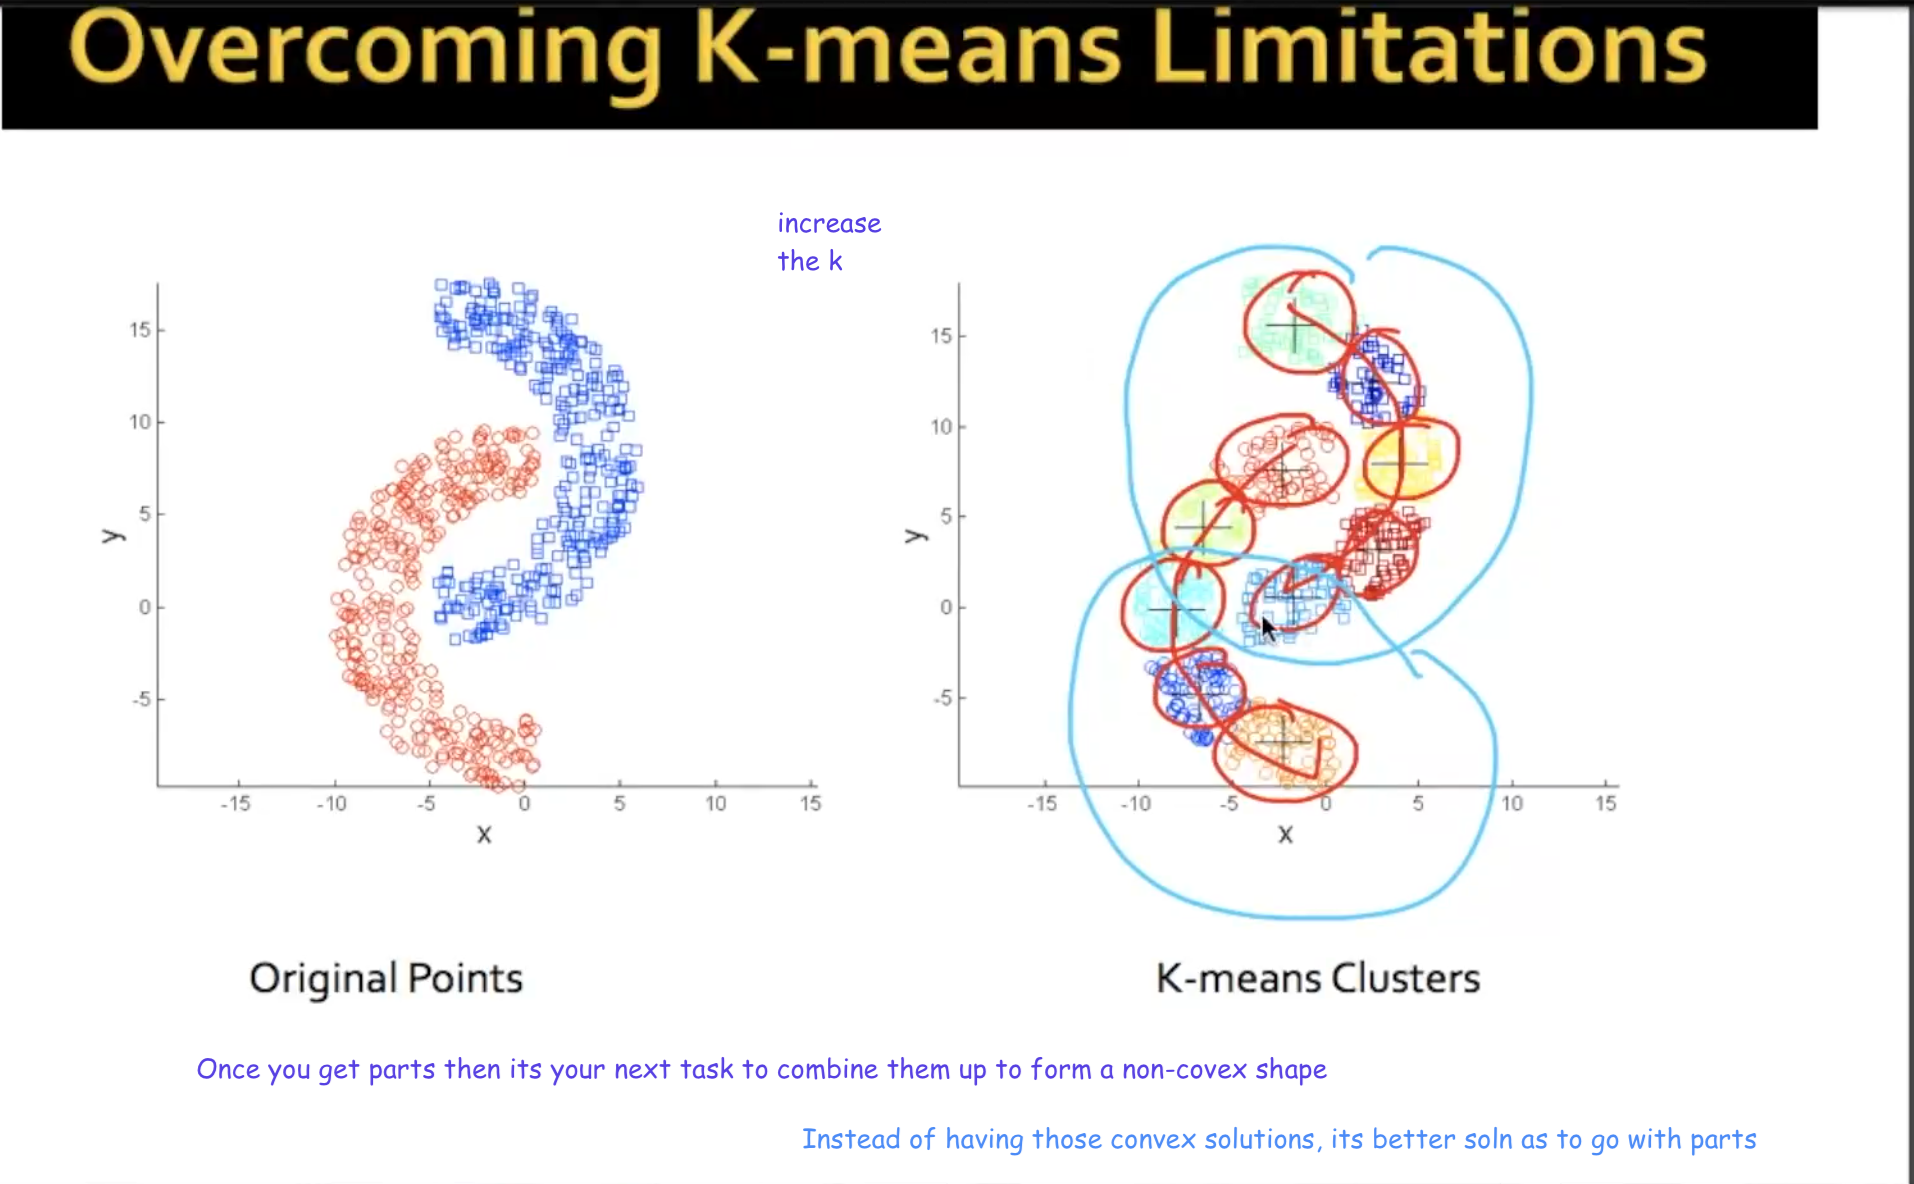 Overcoming K-means Limitations
increase
the k
15
10
5
0
-5
y
-15 -10 -5 0 5 10 15
x
15
10
5
0
-5
y
-15 -10 -5 0 5 10 15
x
Original Points
K-means Clusters
Once you get parts then its your next task to combine them up to form a non-covex shape
Instead of having those convex solutions, its better soln as to go with parts